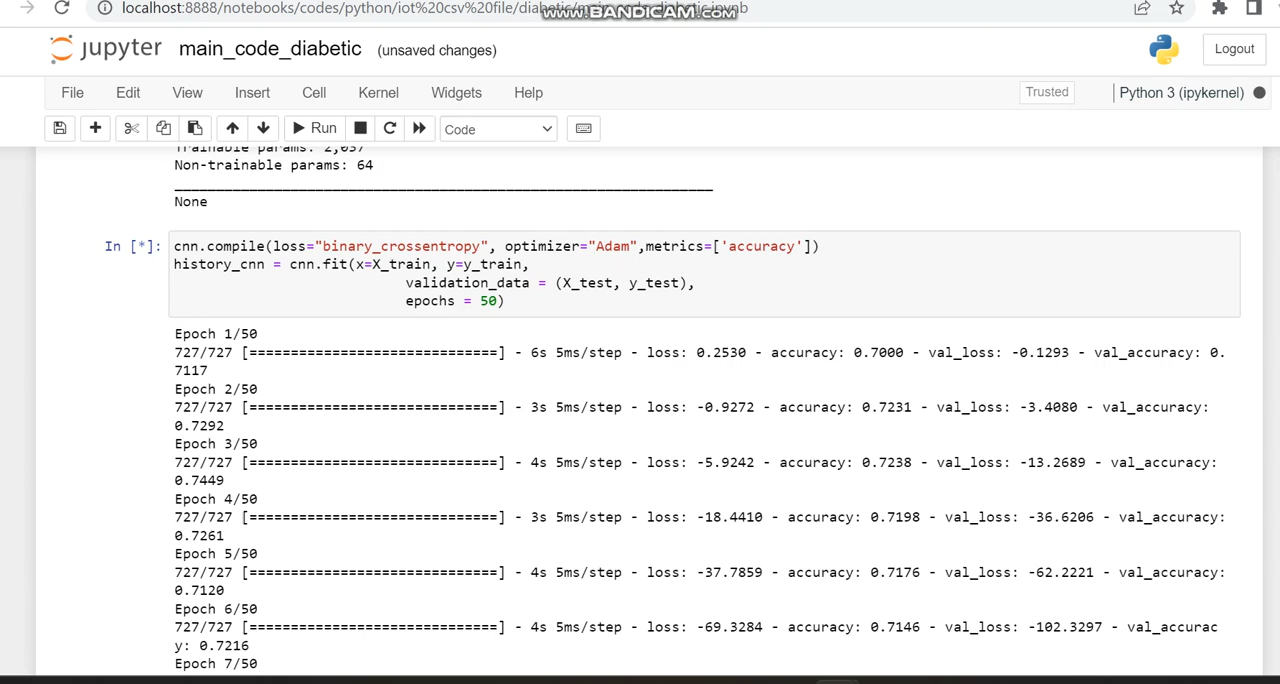 localhost:8888/notebooks/codes/python/iot%20csv%20file/diabetic/main_code_diabetic.ipynb
www.BANDICAM.com
jupyter main_code_diabetic (unsaved changes)
Logout
File Edit View Insert Cell Kernel Widgets Help Trusted Python 3 (ipykernel)
Run Code
Trainable params: 2,037
Non-trainable params: 64
None
In [*]: cnn.compile(loss="binary_crossentropy", optimizer="Adam",metrics=['accuracy'])
history_cnn = cnn.fit(x=X_train, y=y_train,
validation_data = (X_test, y_test),
epochs = 50)
Epoch 1/50
727/727 [==============================] - 6s 5ms/step - loss: 0.2530 - accuracy: 0.7000 - val_loss: -0.1293 - val_accuracy: 0.
7117
Epoch 2/50
727/727 [==============================] - 3s 5ms/step - loss: -0.9272 - accuracy: 0.7231 - val_loss: -3.4080 - val_accuracy:
0.7292
Epoch 3/50
727/727 [==============================] - 4s 5ms/step - loss: -5.9242 - accuracy: 0.7238 - val_loss: -13.2689 - val_accuracy:
0.7449
Epoch 4/50
727/727 [==============================] - 3s 5ms/step - loss: -18.4410 - accuracy: 0.7198 - val_loss: -36.6206 - val_accuracy:
0.7261
Epoch 5/50
727/727 [==============================] - 4s 5ms/step - loss: -37.7859 - accuracy: 0.7176 - val_loss: -62.2221 - val_accuracy:
0.7120
Epoch 6/50
727/727 [==============================] - 4s 5ms/step - loss: -69.3284 - accuracy: 0.7146 - val_loss: -102.3297 - val_accurac
y: 0.7216
Epoch 7/50